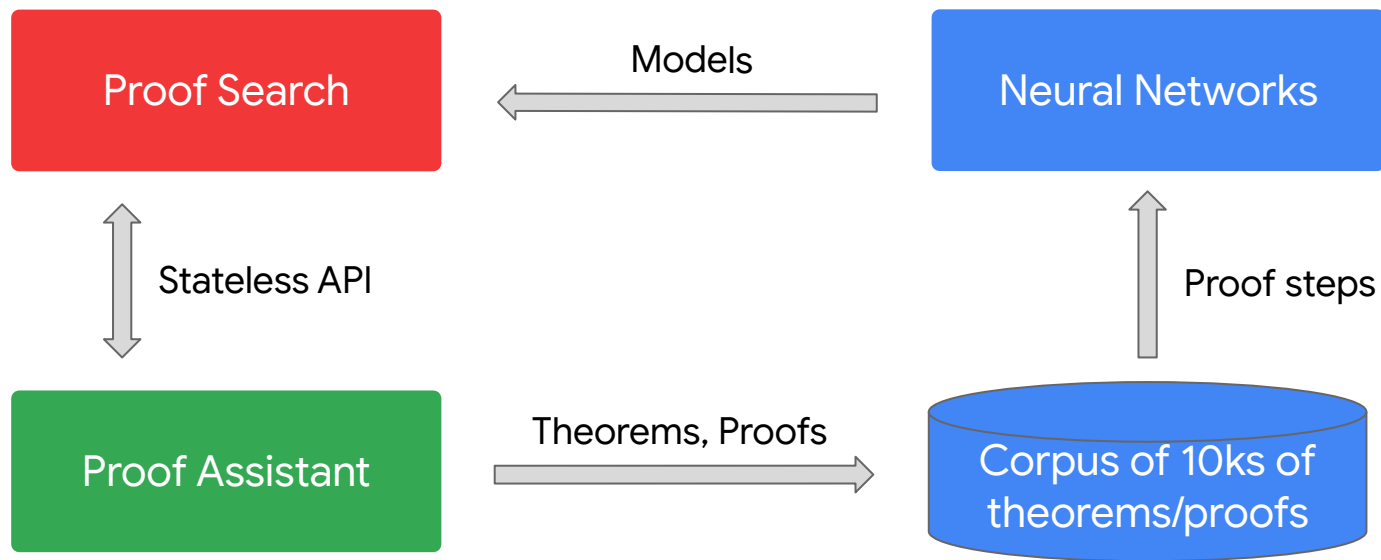 Proof Search
Models
Neural Networks
Stateless API
Proof steps
Proof Assistant
Theorems, Proofs
Corpus of 10ks of
theorems/proofs